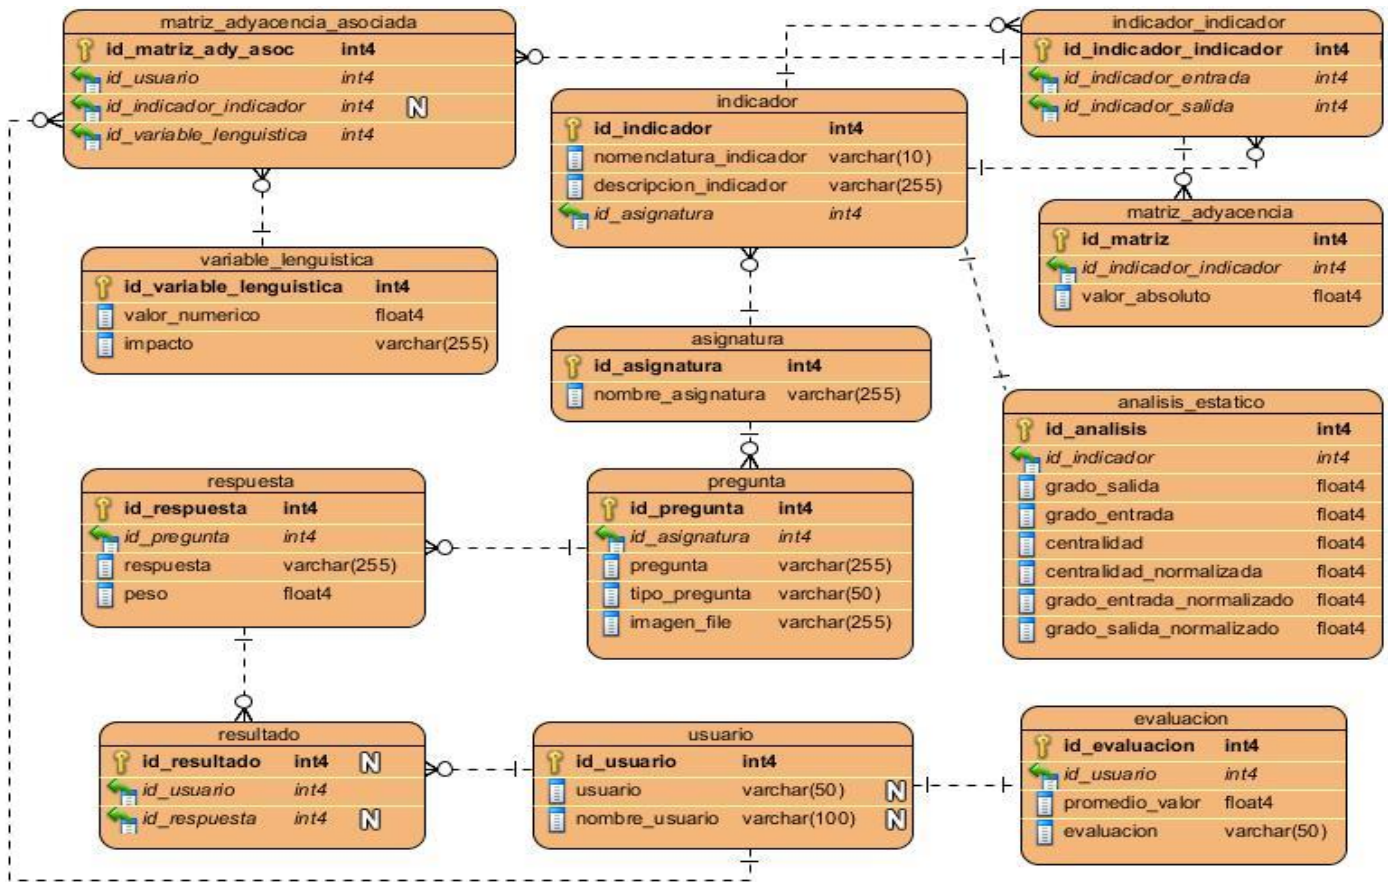 matriz_adyacencia_asociada
id_matriz_ady_asoc int4
id_usuario int4
id_indicador_indicador int4 N
id_variable_lenguistica int4
indicador_indicador
id_indicador_indicador int4
id_indicador_entrada int4
id_indicador_salida int4
indicador
id_indicador int4
nomenclatura_indicador varchar(10)
descripcion_indicador varchar(255)
id_asignatura int4
matriz_adyacencia
id_matriz int4
id_indicador_indicador int4
valor_absoluto float4
variable_lenguistica
id_variable_lenguistica int4
valor_numerico float4
impacto varchar(255)
asignatura
id_asignatura int4
nombre_asignatura varchar(255)
analisis_estatico
id_analisis int4
id_indicador int4
grado_salida float4
grado_entrada float4
centralidad float4
centralidad_normalizada float4
grado_entrada_normalizado float4
grado_salida_normalizado float4
respuesta
id_respuesta int4
id_pregunta int4
respuesta varchar(255)
peso float4
pregunta
id_pregunta int4
id_asignatura int4
pregunta varchar(255)
tipo_pregunta varchar(50)
imagen_file varchar(255)
resultado
id_resultado int4 N
id_usuario int4
id_respuesta int4 N
usuario
id_usuario int4
usuario varchar(50) N
nombre_usuario varchar(100) N
evaluacion
id_evaluacion int4
id_usuario int4
promedio_valor float4
evaluacion varchar(50)